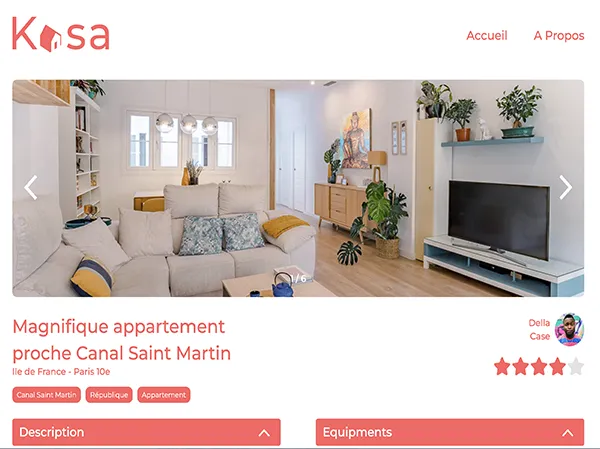 Kasa
Accueil
A Propos
1 / 6
Magnifique appartement
proche Canal Saint Martin
Ile de France - Paris 10e
Canal Saint Martin
République
Appartement
Della
Case
Description
Equipments